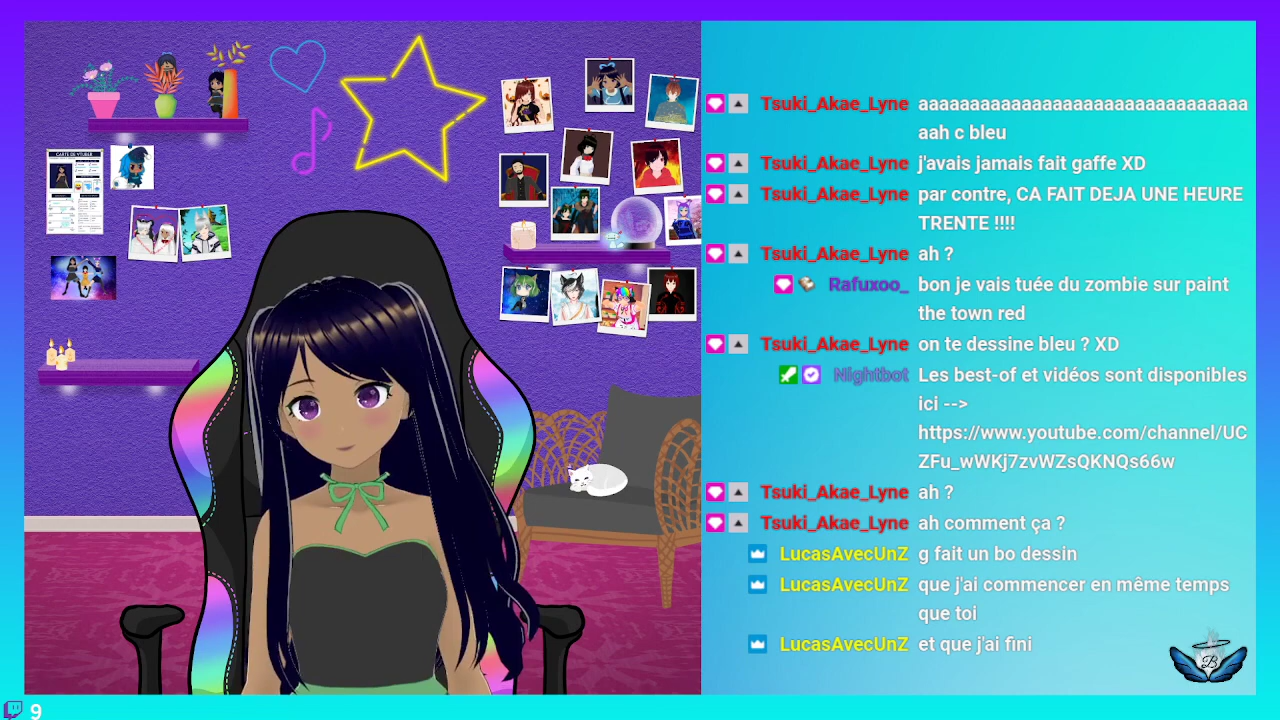 CARTE DE VTUBER
Tsuki_Akae_Lyne aaaaaaaaaaaaaaaaaaaaaaaaaaaaaaaa
aah c bleu
Tsuki_Akae_Lyne j'avais jamais fait gaffe XD
Tsuki_Akae_Lyne par contre, CA FAIT DEJA UNE HEURE
TRENTE !!!!
Tsuki_Akae_Lyne ah ?
Rafuxoo_ bon je vais tuée du zombie sur paint
the town red
Tsuki_Akae_Lyne on te dessine bleu ? XD
Nightbot Les best-of et vidéos sont disponibles
ici -->
https://www.youtube.com/channel/UC
ZFu_wWKj7zvWZsQKNQs66w
Tsuki_Akae_Lyne ah ?
Tsuki_Akae_Lyne ah comment ça ?
LucasAvecUnZ g fait un bo dessin
LucasAvecUnZ que j'ai commencer en même temps
que toi
LucasAvecUnZ et que j'ai fini
B
9